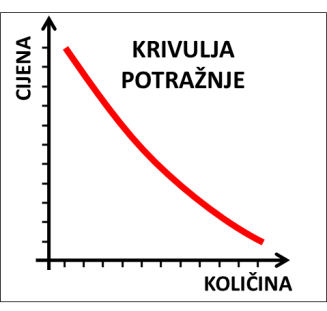 KRIVULJA
POTRAŽNJE
CIJENA
KOLIČINA